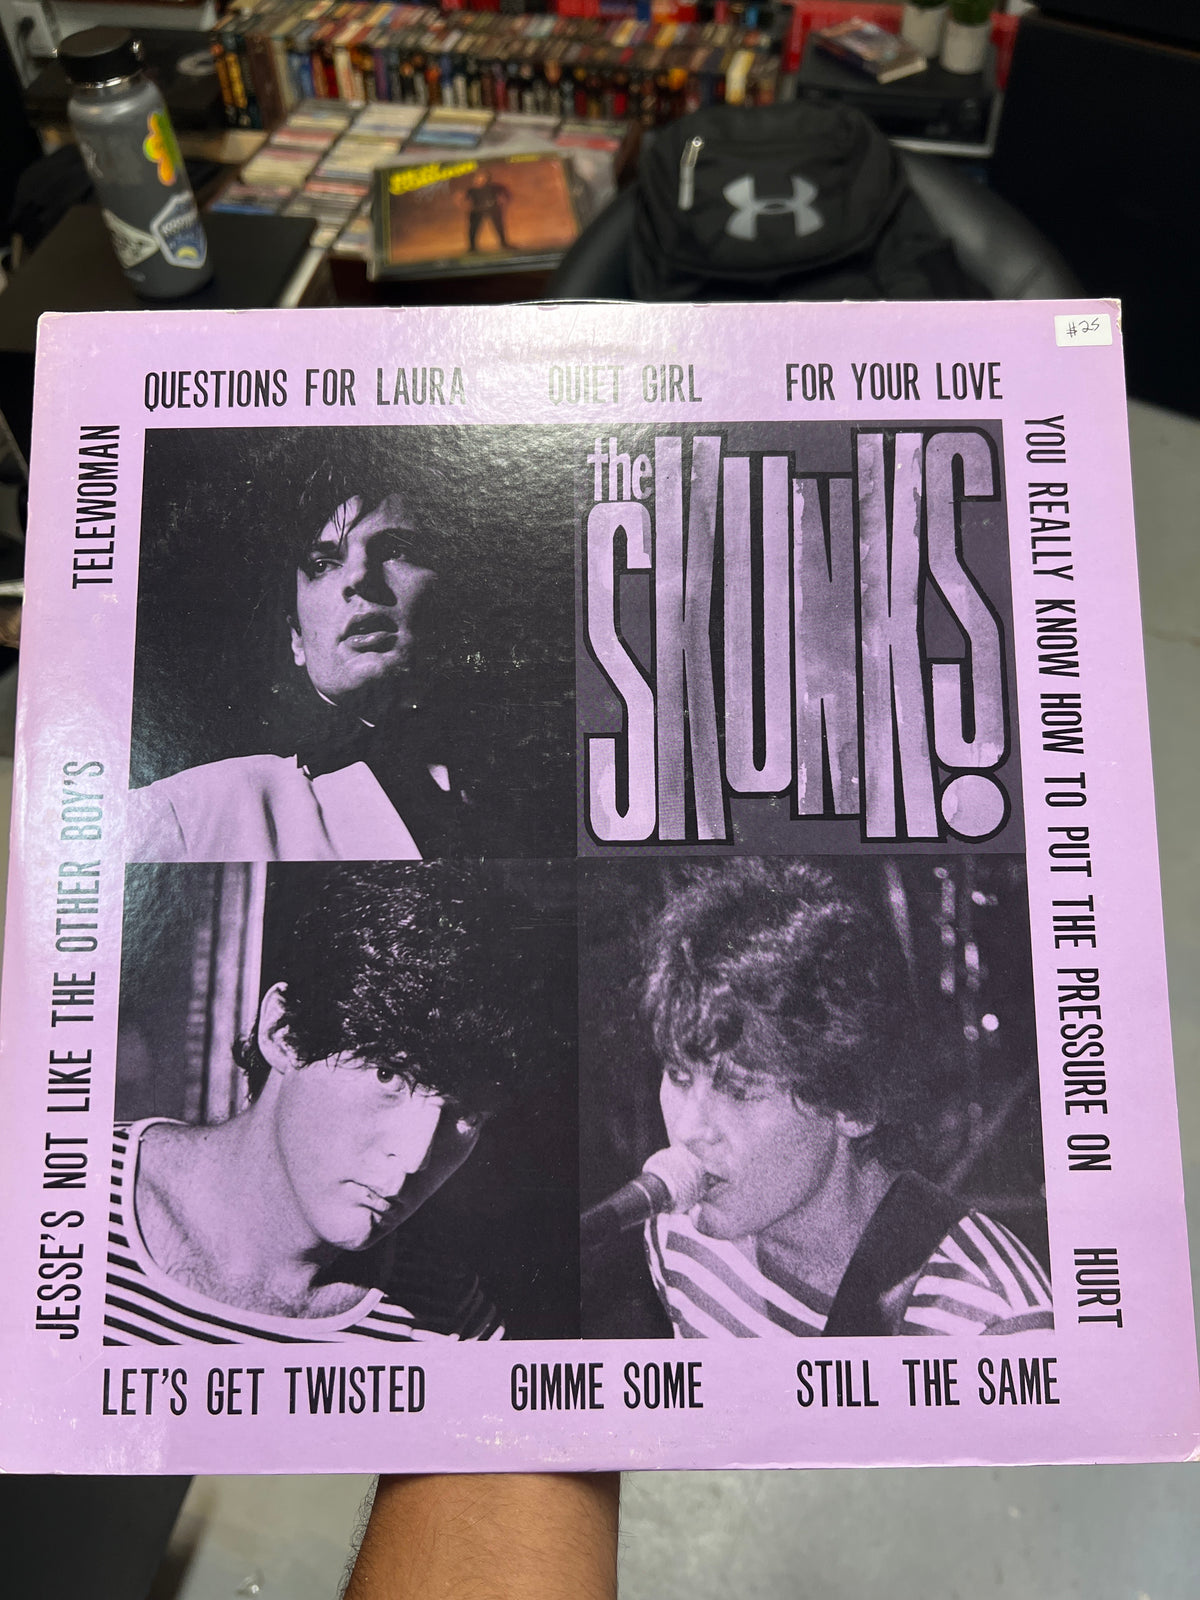 #25
QUESTIONS FOR LAURA
QUIET GIRL
FOR YOUR LOVE
the
SKUNKS!
YOU REALLY KNOW HOW TO PUT THE PRESSURE ON
HURT
TELEWOMAN
JESSE'S NOT LIKE THE OTHER BOY'S
LET'S GET TWISTED
GIMME SOME
STILL THE SAME